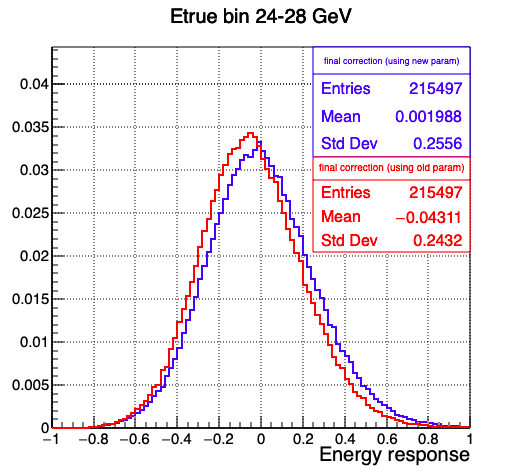 Etrue bin 24-28 GeV
final correction (using new param)
Entries 215497
Mean 0.001988
Std Dev 0.2556
final correction (using old param)
Entries 215497
Mean −0.04311
Std Dev 0.2432
0.04
0.035
0.03
0.025
0.02
0.015
0.01
0.005
0
−1 −0.8 −0.6 −0.4 −0.2 0 0.2 0.4 0.6 0.8 1
Energy response